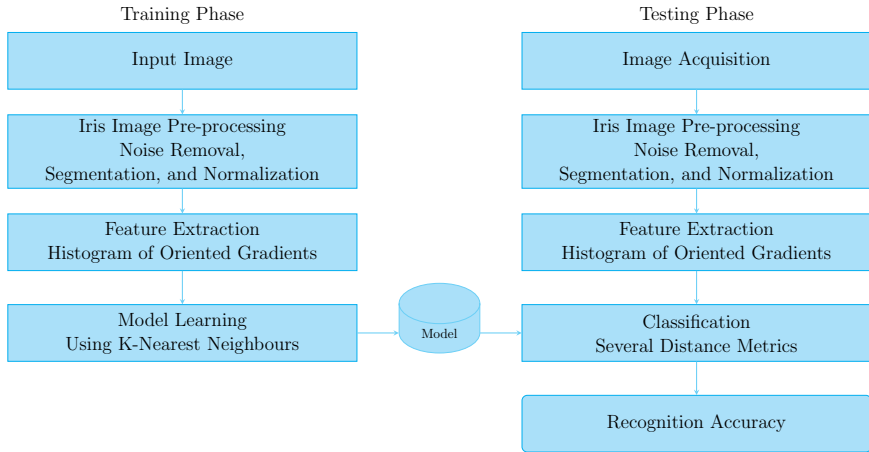 Training Phase
Input Image
Iris Image Pre-processing
Noise Removal,
Segmentation, and Normalization
Feature Extraction
Histogram of Oriented Gradients
Model Learning
Using K-Nearest Neighbours
Model
Testing Phase
Image Acquisition
Iris Image Pre-processing
Noise Removal,
Segmentation, and Normalization
Feature Extraction
Histogram of Oriented Gradients
Classification
Several Distance Metrics
Recognition Accuracy